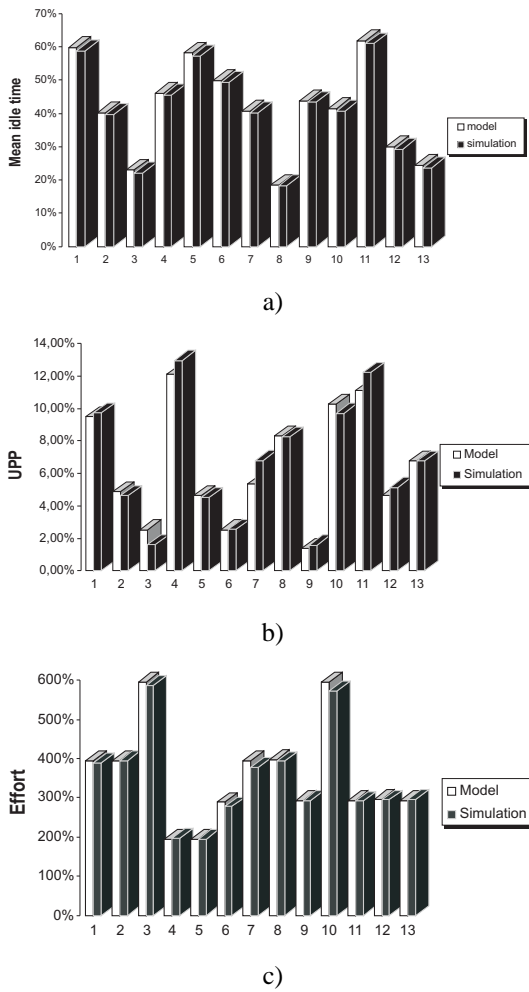 70%
60%
50%
40%
30%
20%
10%
0%
Mean idle time
1 2 3 4 5 6 7 8 9 10 11 12 13
model
simulation
a)
14,00%
12,00%
10,00%
8,00%
6,00%
4,00%
2,00%
0,00%
UPP
1 2 3 4 5 6 7 8 9 10 11 12 13
Model
Simulation
b)
600%
500%
400%
300%
200%
100%
0%
Effort
1 2 3 4 5 6 7 8 9 10 11 12 13
Model
Simulation
c)